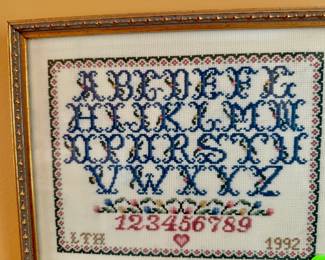 ABCDEFG
HIJKLMN
OPQRSTU
VWXYZ
123456789
LTH 1992